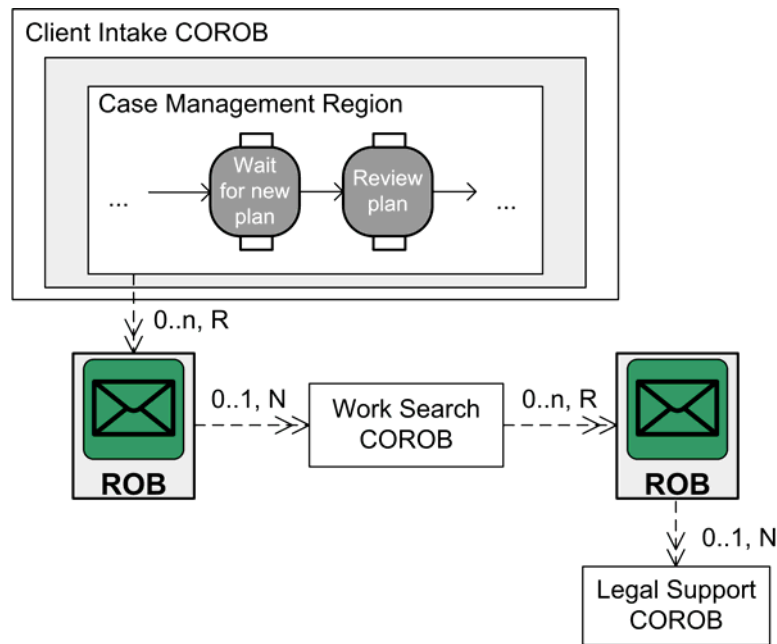 Client Intake COROB
Case Management Region
...
Wait
for new
plan
Review
plan
...
0..n, R
ROB
0..1, N
Work Search
COROB
0..n, R
ROB
0..1, N
Legal Support
COROB